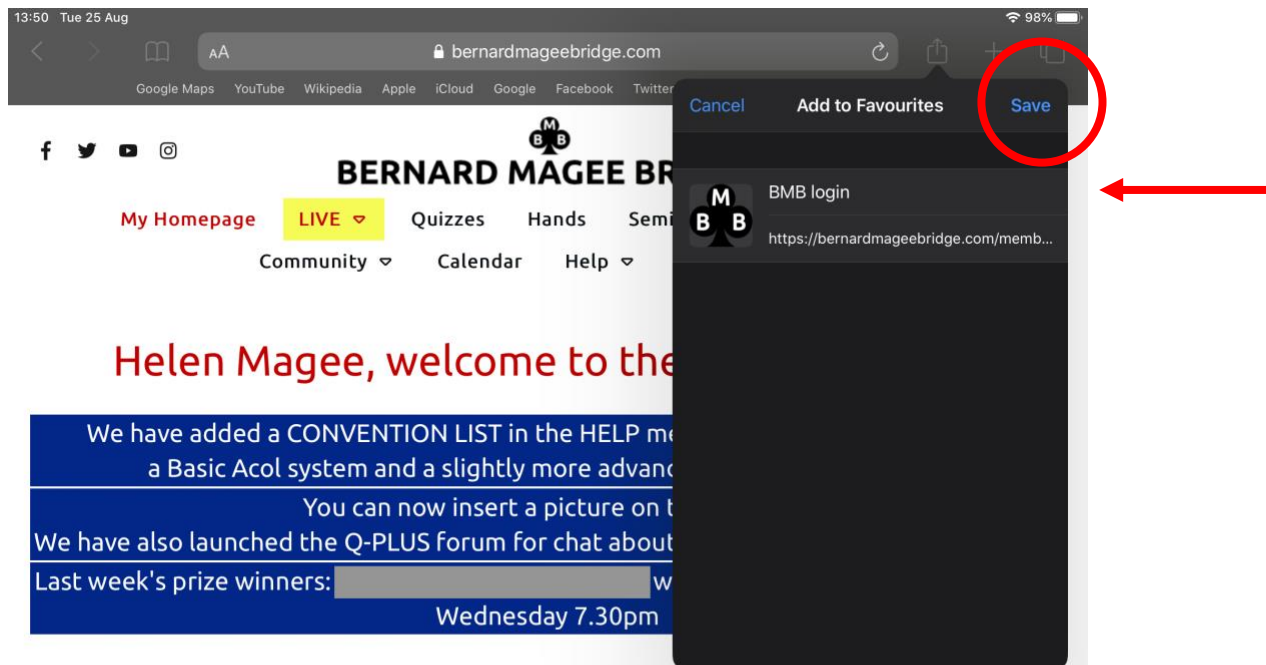 13:50 Tue 25 Aug
98%
AA
bernardmageebridge.com
Google Maps YouTube Wikipedia Apple iCloud Google Facebook Twitter
Cancel Add to Favourites Save
BMB login
https://bernardmageebridge.com/memb...
M
B B
M
B B
BERNARD MAGEE BR
My Homepage LIVE Quizzes Hands Semi
Community Calendar Help
Helen Magee, welcome to the
We have added a CONVENTION LIST in the HELP me
a Basic Acol system and a slightly more advanc
You can now insert a picture on t
We have also launched the Q-PLUS forum for chat about
Last week's prize winners: w
Wednesday 7.30pm